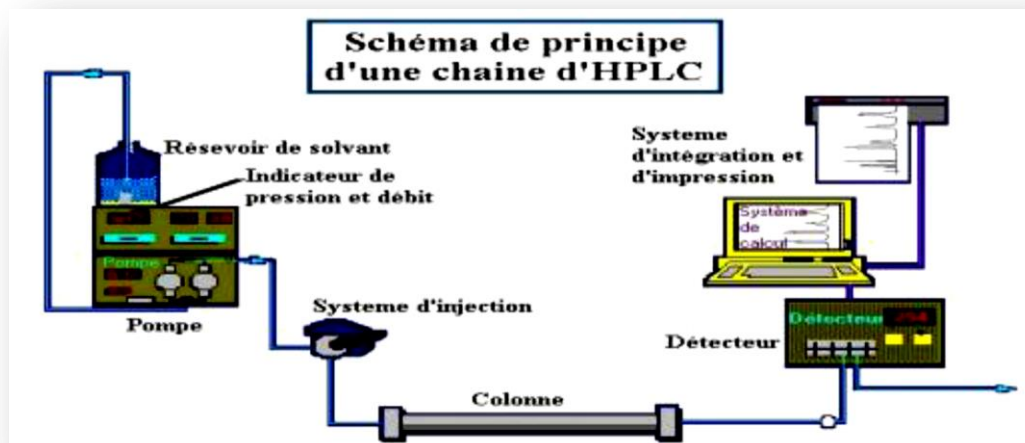 Schéma de principe
d'une chaine d'HPLC
Résevoir de solvant
Indicateur de
pression et débit
Pompe
Pompe
Systeme d'injection
Colonne
Systeme
d'intégration et
d'impression
Système
de
calcul
Détecteur
254
Détecteur